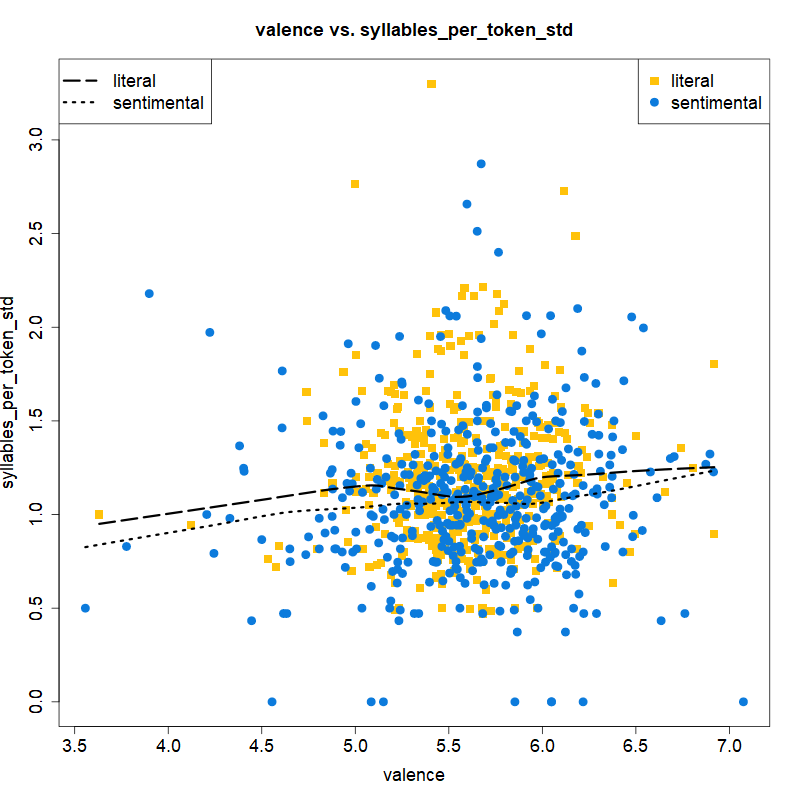 valence vs. syllables_per_token_std
literal
sentimental
literal
sentimental
syllables_per_token_std
3.0
2.5
2.0
1.5
1.0
0.5
0.0
3.5 4.0 4.5 5.0 5.5 6.0 6.5 7.0
valence